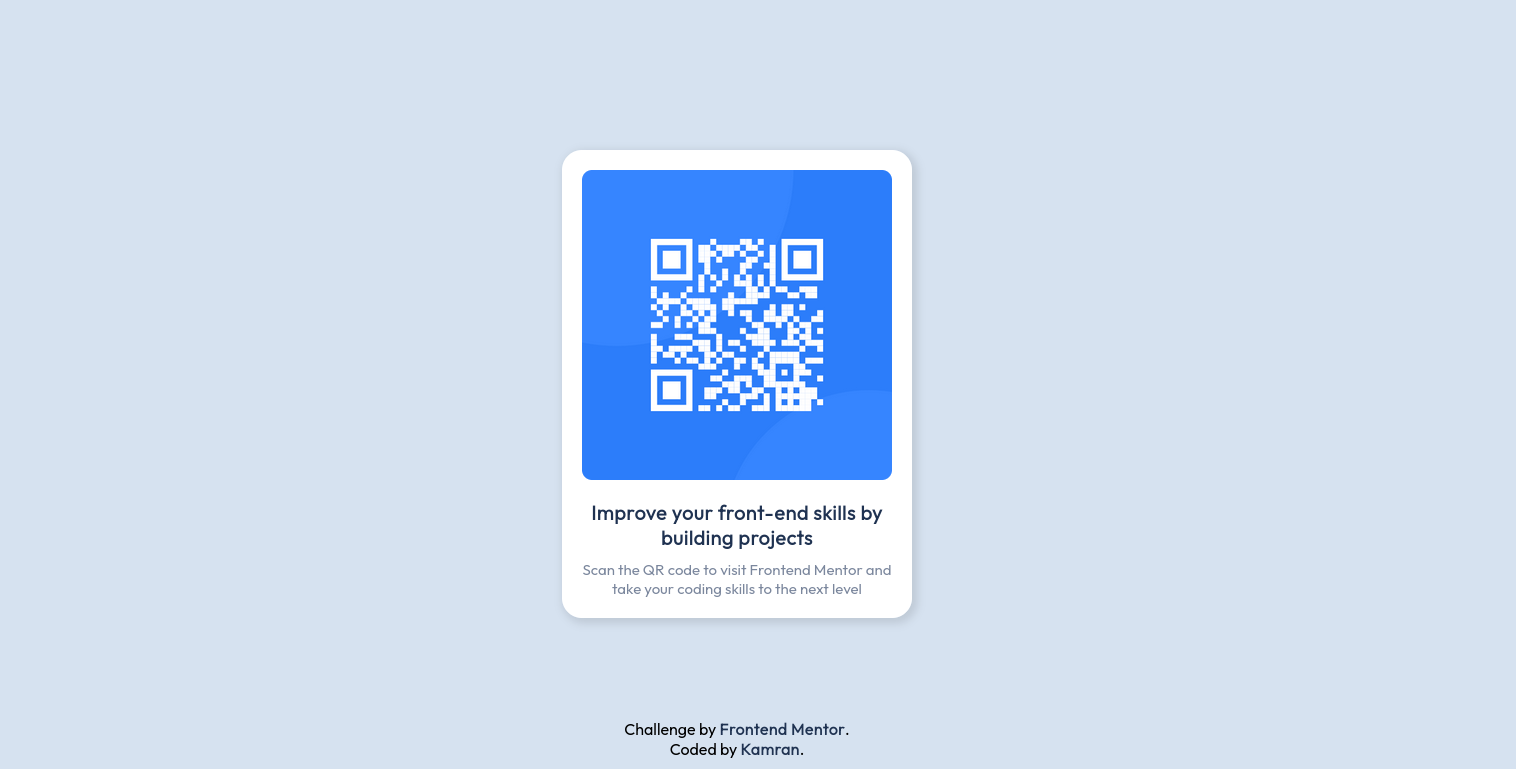 Improve your front-end skills by
building projects
Scan the QR code to visit Frontend Mentor and
take your coding skills to the next level
Challenge by Frontend Mentor.
Coded by Kamran.